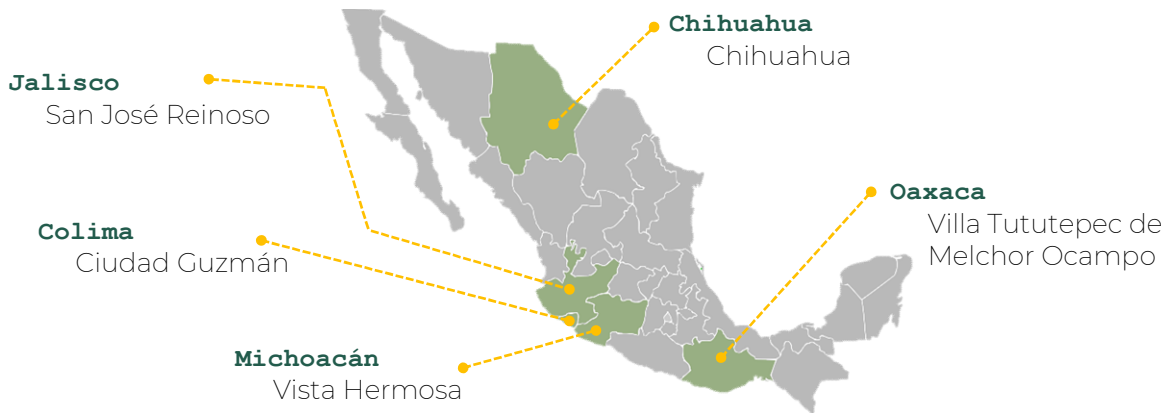 Chihuahua
Chihuahua
Jalisco
San José Reinoso
Oaxaca
Villa Tututepec de
Melchor Ocampo
Colima
Ciudad Guzmán
Michoacán
Vista Hermosa